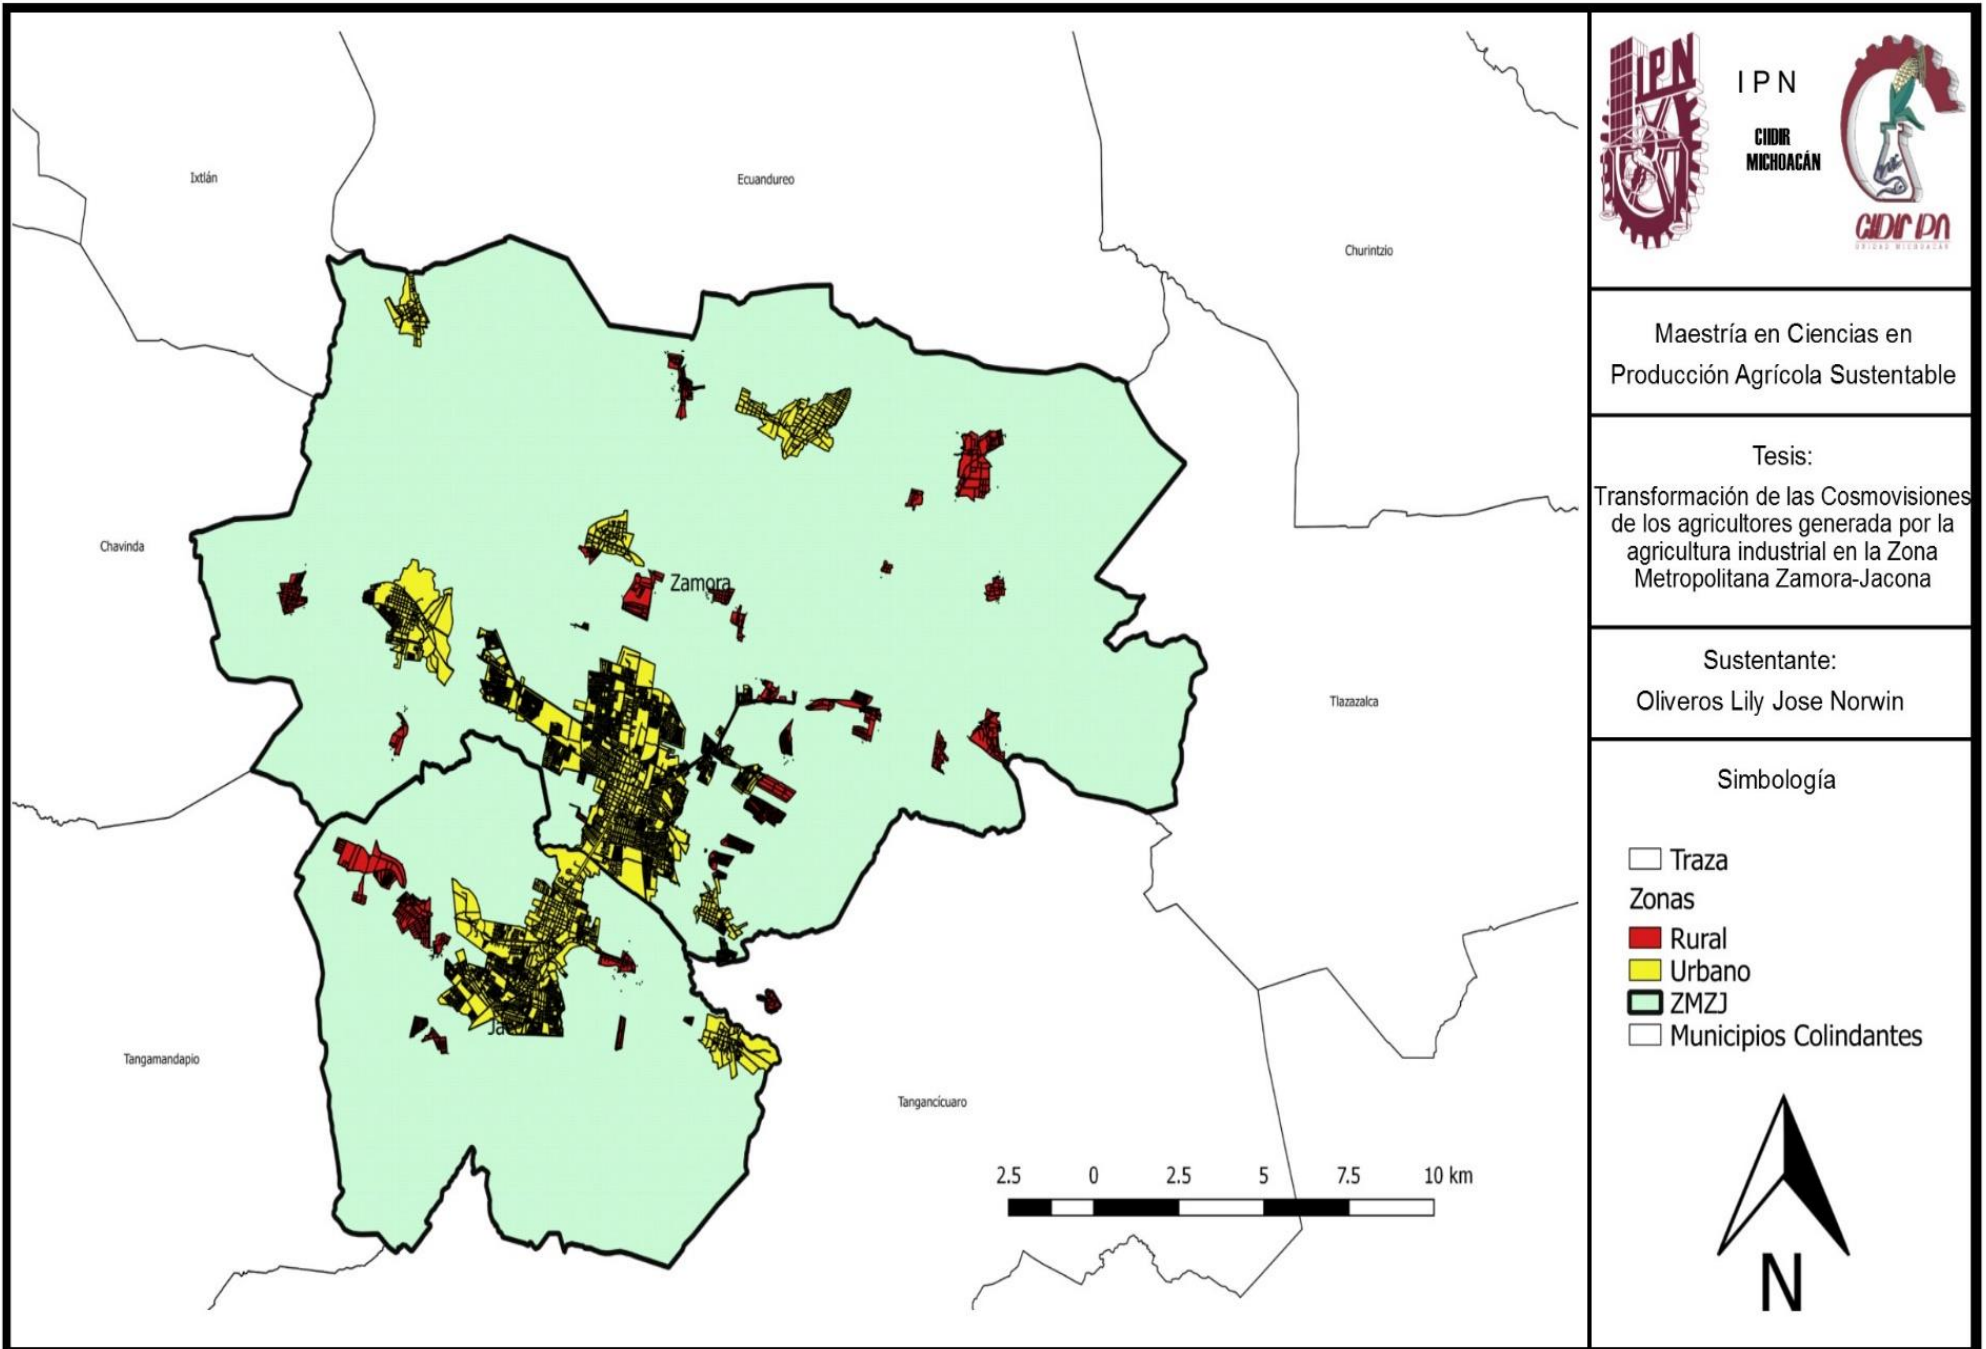 Ixtlán
Ecuandureo
Churintzio
Chavinda
Zamora
Tlazazalca
Tangamandapio
Tangancícuaro
2.5 0 2.5 5 7.5 10 km
IPN
I P N
CIIDIR
MICHOACÁN
CIIDIR IPN
UNIDAD MICHOACÁN
Maestría en Ciencias en
Producción Agrícola Sustentable
Tesis:
Transformación de las Cosmovisiones
de los agricultores generada por la
agricultura industrial en la Zona
Metropolitana Zamora-Jacona
Sustentante:
Oliveros Lily Jose Norwin
Simbología
Traza
Zonas
Rural
Urbano
ZMZJ
Municipios Colindantes
N